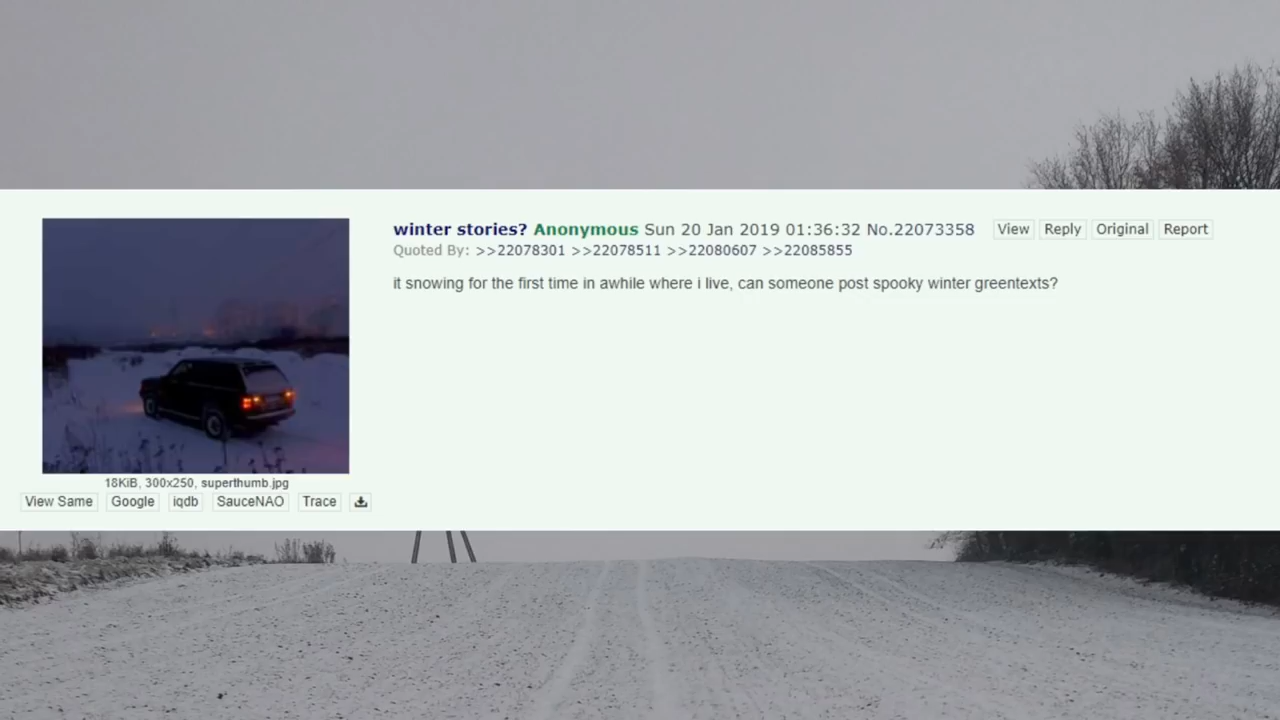 winter stories? Anonymous Sun 20 Jan 2019 01:36:32 No.22073358 View Reply Original Report
Quoted By: >>22078301 >>22078511 >>22080607 >>22085855
it snowing for the first time in awhile where i live, can someone post spooky winter greentexts?
18KiB, 300x250, superthumb.jpg
View Same Google iqdb SauceNAO Trace